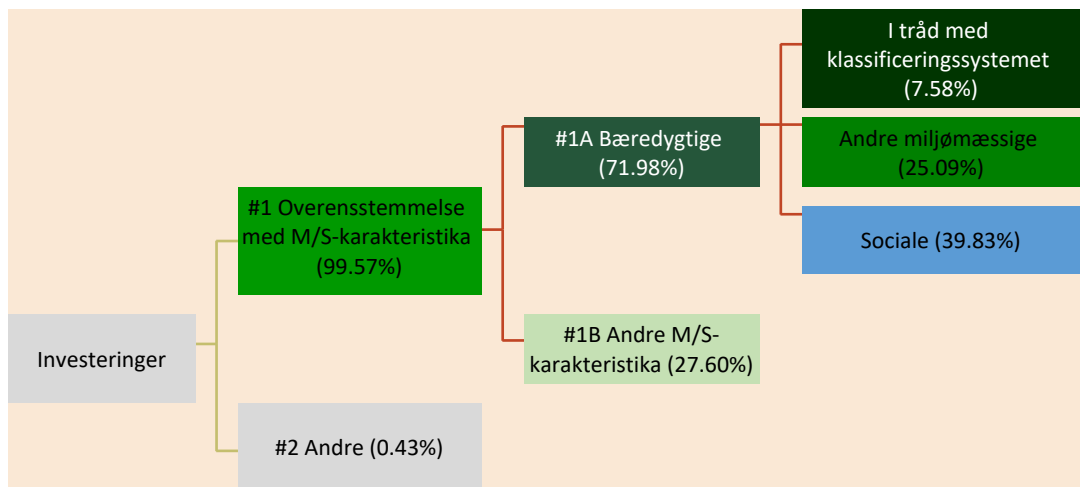 I tråd med
klassificeringssystemet
(7.58%)
#1A Bæredygtige
(71.98%)
Andre miljømæssige
(25.09%)
#1 Overensstemmelse
med M/S-karakteristika
(99.57%)
Sociale (39.83%)
Investeringer
#1B Andre M/S-
karakteristika (27.60%)
#2 Andre (0.43%)